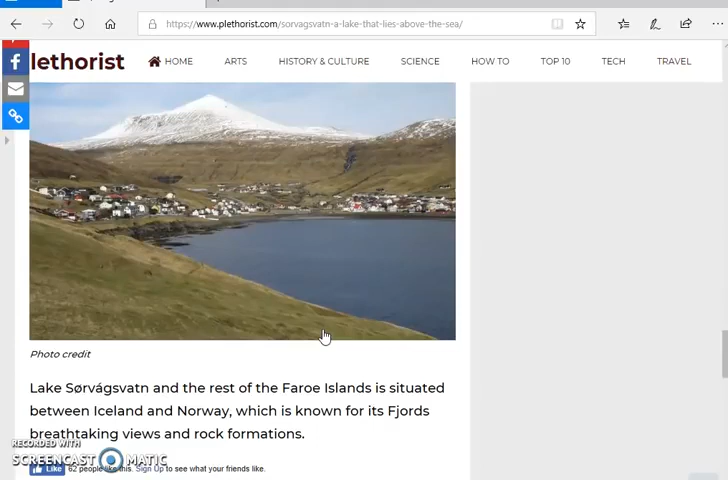 https://www.plethorist.com/sorvagsvatn-a-lake-that-lies-above-the-sea/
lethorist HOME ARTS HISTORY & CULTURE SCIENCE HOW TO TOP 10 TECH TRAVEL
Photo credit
Lake Sørvágsvatn and the rest of the Faroe Islands is situated
between Iceland and Norway, which is known for its Fjords
breathtaking views and rock formations.
RECORDED WITH
SCREENCAST MATIC
Like 62 people like this. Sign Up to see what your friends like.